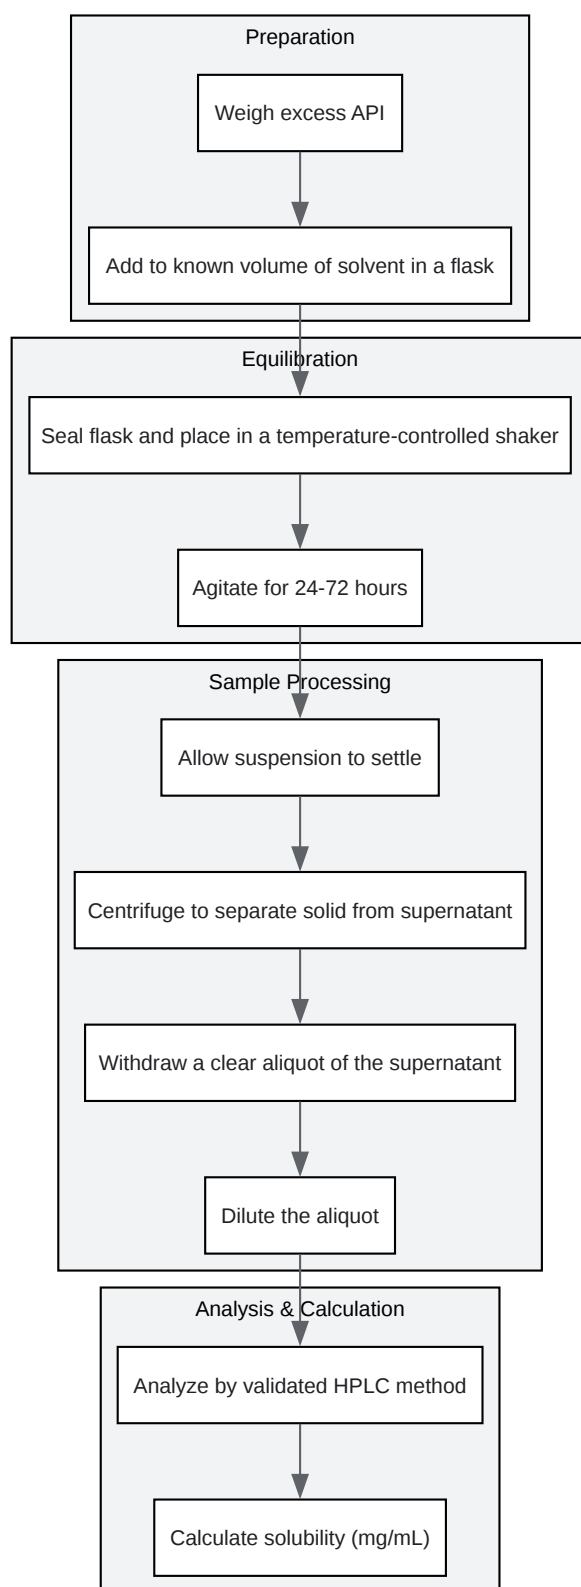 Preparation
Weigh excess API
Add to known volume of solvent in a flask
Equilibration
Seal flask and place in a temperature-controlled shaker
Agitate for 24-72 hours
Sample Processing
Allow suspension to settle
Centrifuge to separate solid from supernatant
Withdraw a clear aliquot of the supernatant
Dilute the aliquot
Analysis & Calculation
Analyze by validated HPLC method
Calculate solubility (mg/mL)